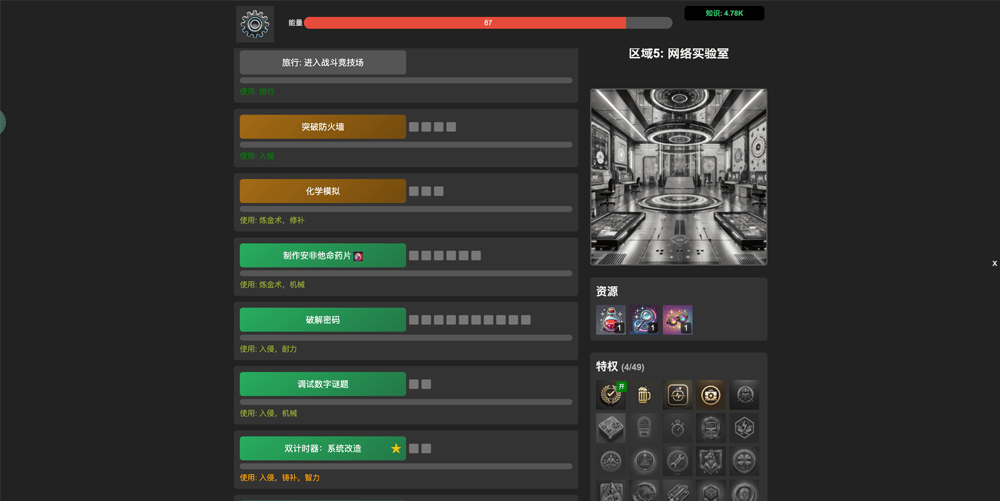 能量
87
知识: 4.78K
旅行: 进入战斗竞技场
使用: 旅行
突破防火墙
使用: 入侵
化学模拟
使用: 炼金术，修补
制作安非他命药片
使用: 炼金术，机械
破解密码
使用: 入侵，耐力
调试数字谜题
使用: 入侵，机械
双计时器：系统改造
使用: 入侵，铸补，智力
区域5: 网络实验室
资源
1 1 1
特权 (4/49)
开
x